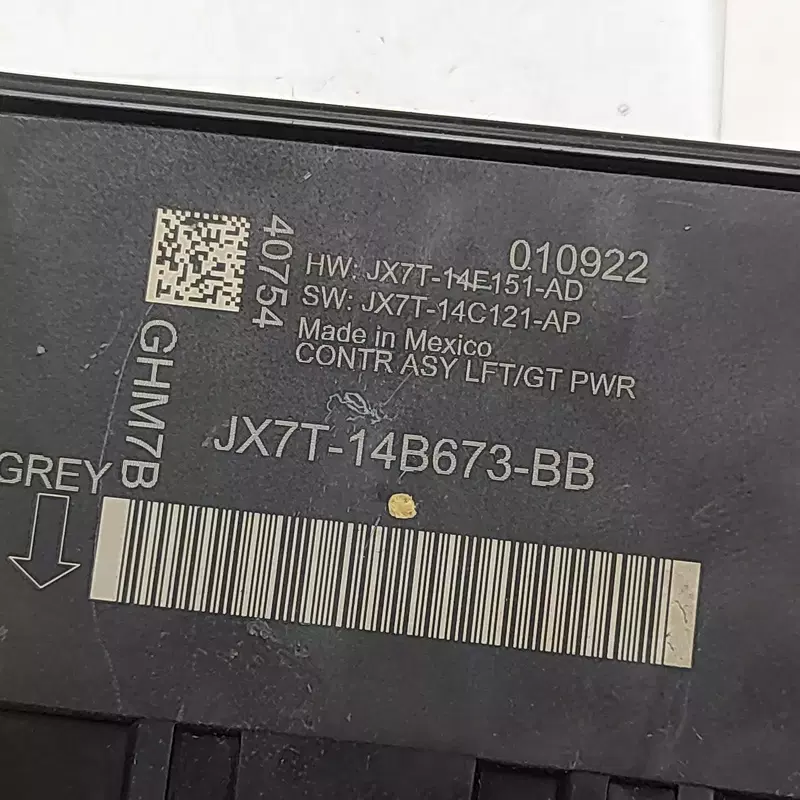 010922
40754
HW: JX7T-14E151-AD
SW: JX7T-14C121-AP
Made in Mexico
CONTR ASY LFT/GT PWR
GHM7B
JX7T-14B673-BB
GREY